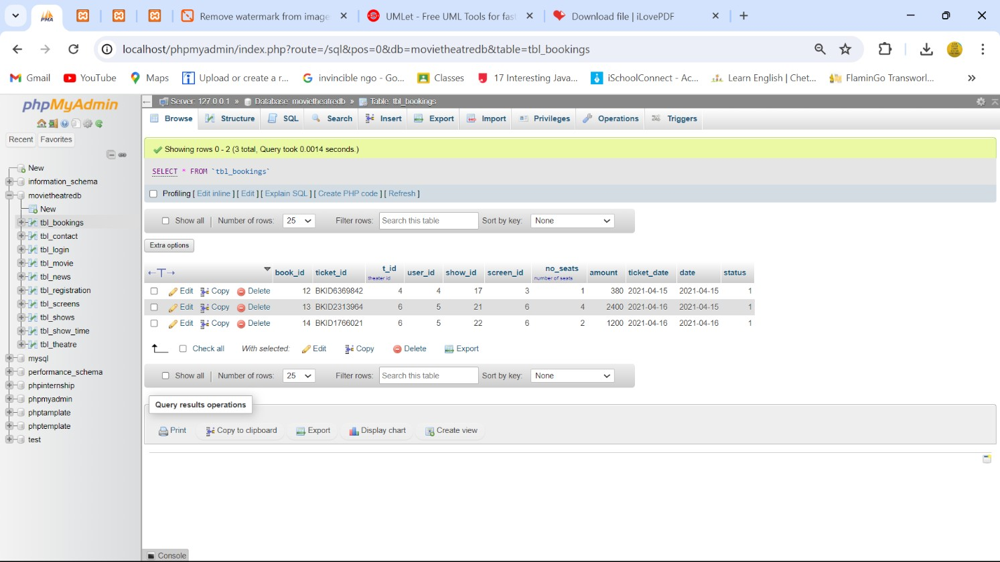 PMA
Remove watermark from image
UMLet - Free UML Tools for fast
Download file | iLovePDF
localhost/phpmyadmin/index.php?route=/sql&pos=0&db=movietheatredb&table=tbl_bookings
Gmail YouTube Maps Upload or create a r... invincible ngo - Go... Classes 17 Interesting Java... iSchoolConnect - Ac... Learn English | Chet... FlaminGo Transworl... »
phpMyAdmin
Recent Favorites
New
information_schema
movietheatredb
New
tbl_bookings
tbl_contact
tbl_login
tbl_movie
tbl_news
tbl_registration
tbl_screens
tbl_shows
tbl_show_time
tbl_theatre
mysql
performance_schema
phpinternship
phpmyadmin
phptamplate
phptemplate
test
Server: 127.0.0.1 » Database: movietheatredb » Table: tbl_bookings
Browse Structure SQL Search Insert Export Import Privileges Operations Triggers
Showing rows 0 - 2 (3 total, Query took 0.0014 seconds.)
SELECT * FROM `tbl_bookings`
Profiling [ Edit inline ] [ Edit ] [ Explain SQL ] [ Create PHP code ] [ Refresh ]
Show all | Number of rows: 25 Filter rows: Search this table Sort by key: None
Extra options
←T→ book_id ticket_id t_id user_id show_id screen_id no_seats amount ticket_date date status
theater id number of seats
Edit Copy Delete 12 BKID6369842 4 4 17 3 1 380 2021-04-15 2021-04-15 1
Edit Copy Delete 13 BKID2313964 6 5 21 6 4 2400 2021-04-16 2021-04-15 1
Edit Copy Delete 14 BKID1766021 6 5 22 6 2 1200 2021-04-16 2021-04-16 1
Check all With selected: Edit Copy Delete Export
Show all | Number of rows: 25 Filter rows: Search this table Sort by key: None
Query results operations
Print Copy to clipboard Export Display chart Create view
Console